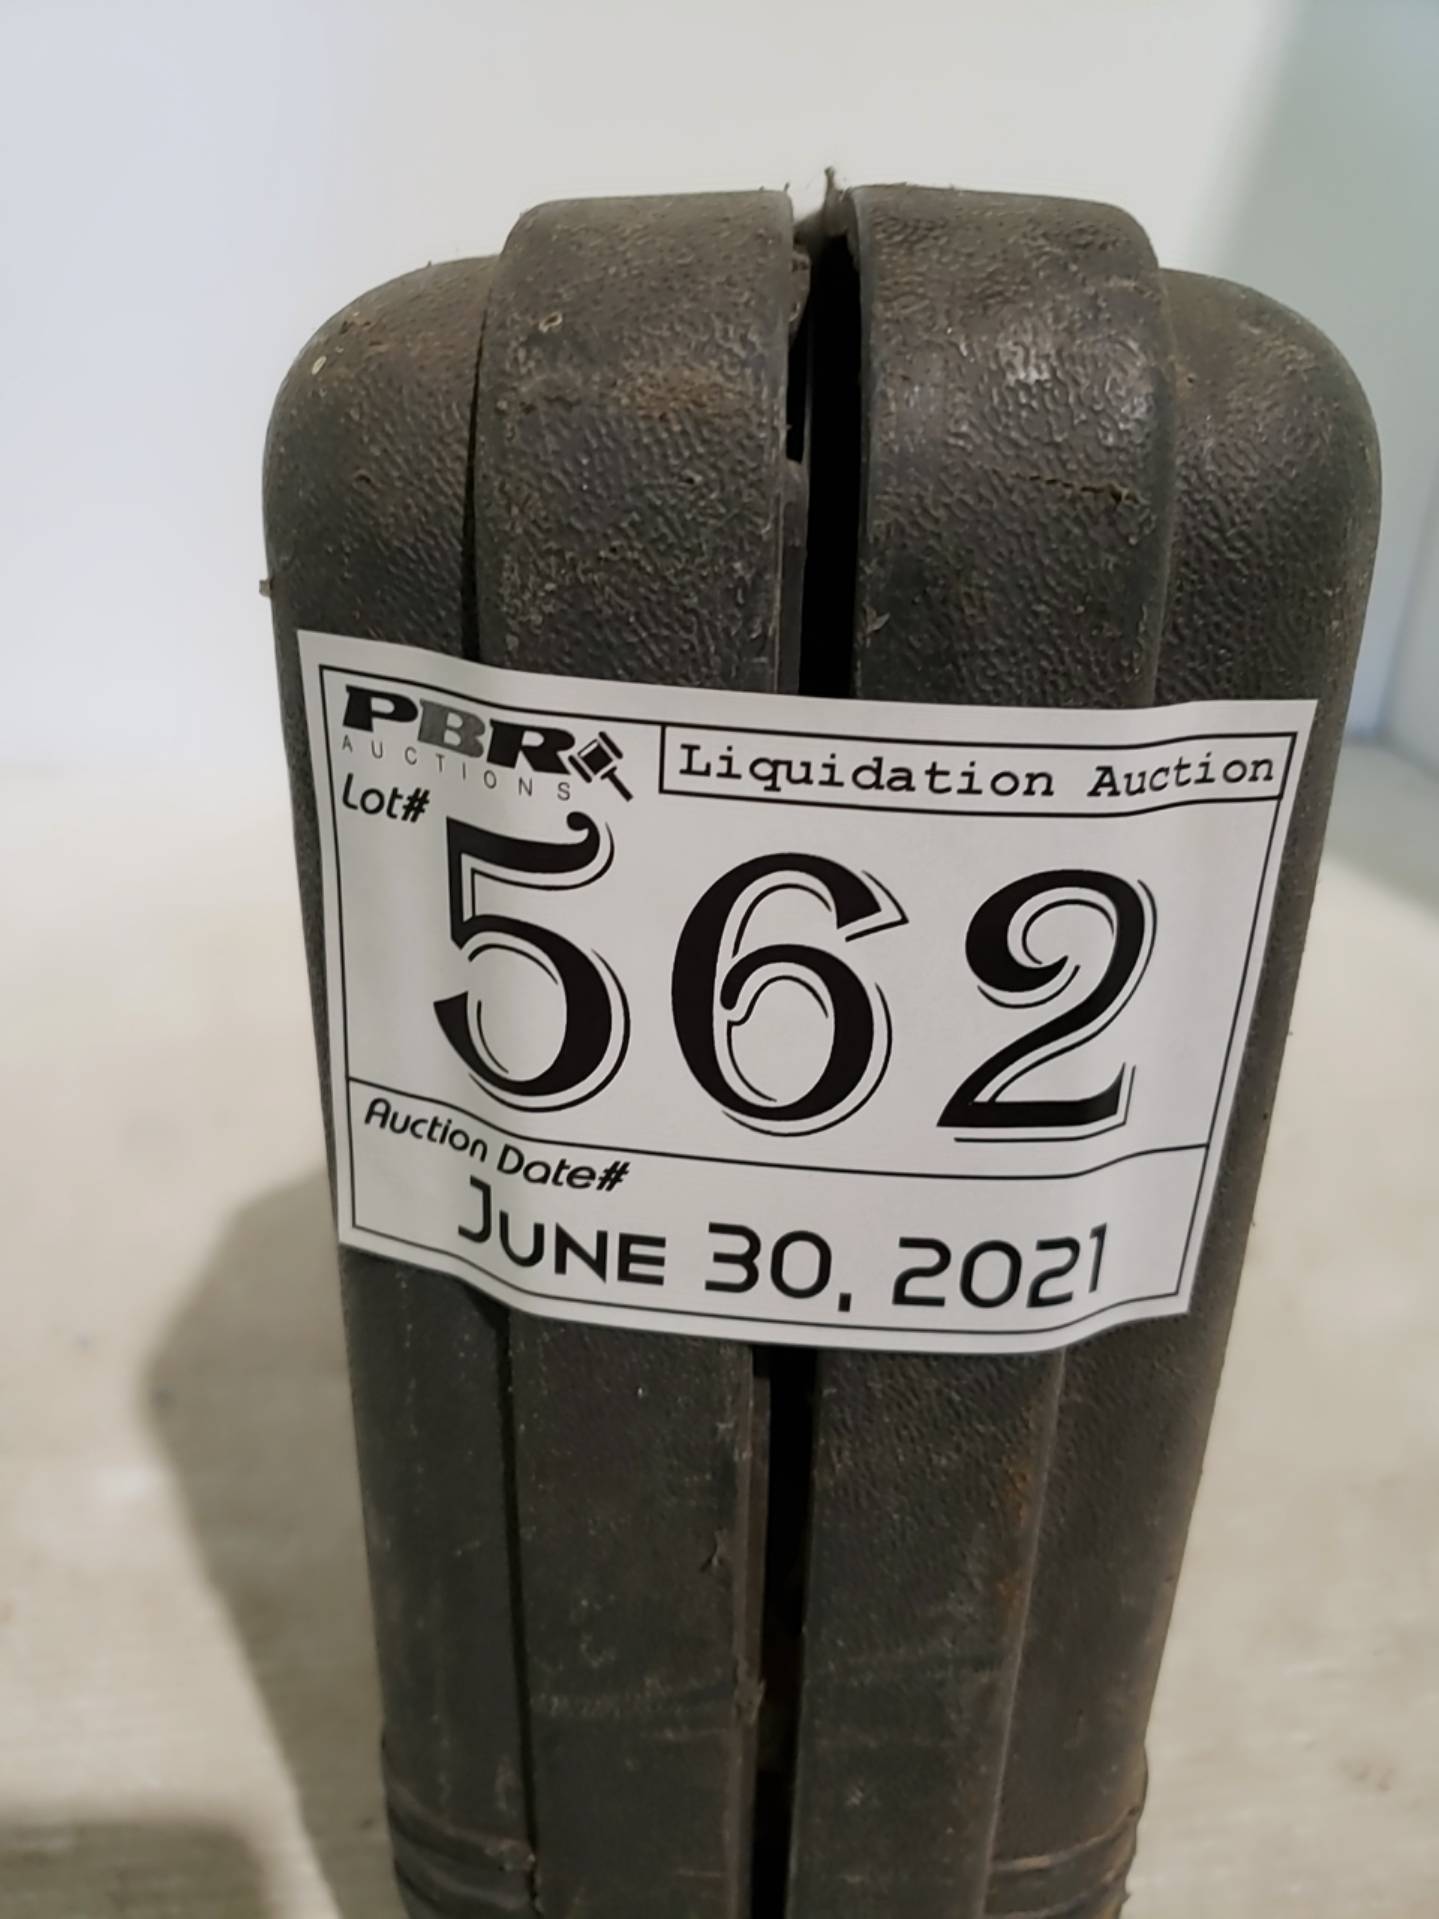 PBR
AUCTIONS
Liquidation Auction
Lot#
562
Auction Date#
JUNE 30, 2021